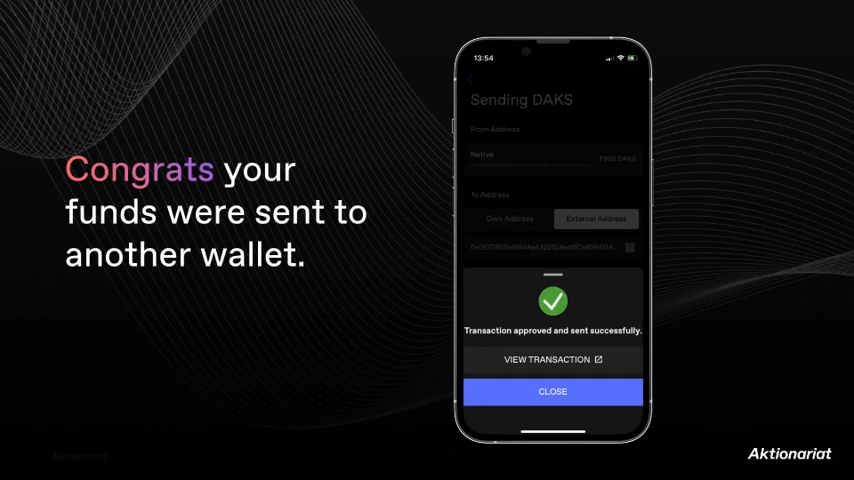 Congrats your
funds were sent to
another wallet.
13:54
Sending DAKS
From Address
Native
To Address
Own Address
External Address
Transaction approved and sent successfully.
VIEW TRANSACTION
CLOSE
Aktionariat
Aktionariat